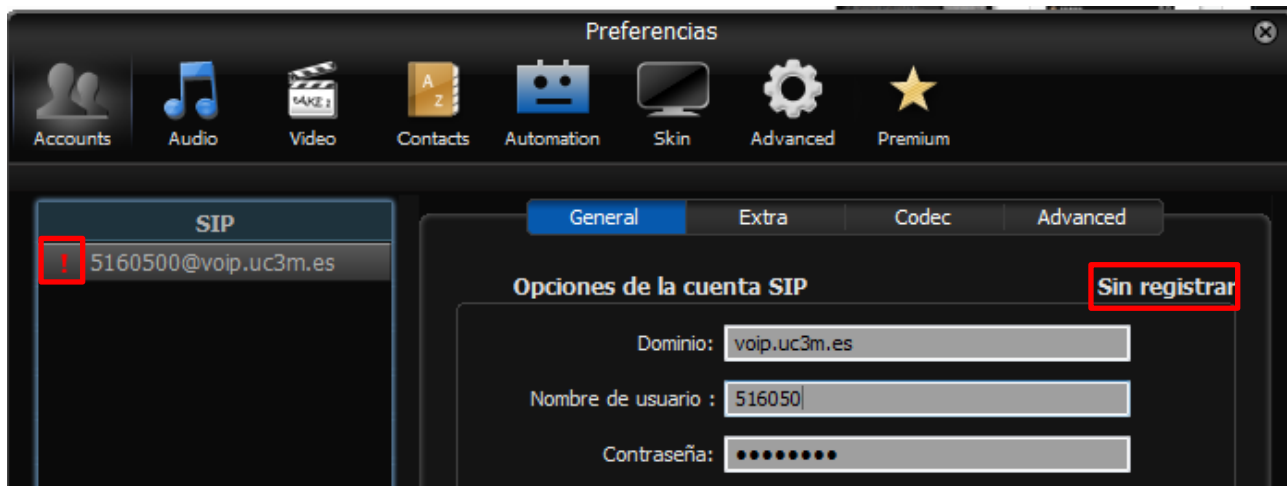 Preferencias
Accounts Audio Video Contacts Automation Skin Advanced Premium
SIP
! 5160500@voip.uc3m.es
General Extra Codec Advanced
Opciones de la cuenta SIP Sin registrar
Dominio: voip.uc3m.es
Nombre de usuario : 516050
Contraseña: ●●●●●●●●